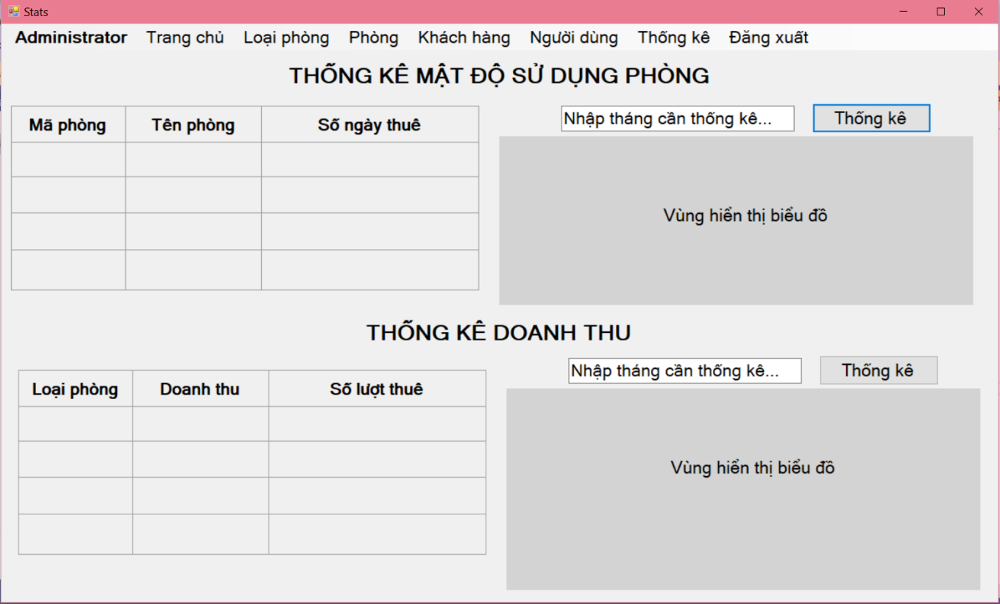 Stats
Administrator Trang chủ Loại phòng Phòng Khách hàng Người dùng Thống kê Đăng xuất
THỐNG KÊ MẬT ĐỘ SỬ DỤNG PHÒNG
Mã phòng Tên phòng Số ngày thuê
Nhập tháng cần thống kê... Thống kê
Vùng hiển thị biểu đồ
THỐNG KÊ DOANH THU
Nhập tháng cần thống kê... Thống kê
Loại phòng Doanh thu Số lượt thuê
Vùng hiển thị biểu đồ